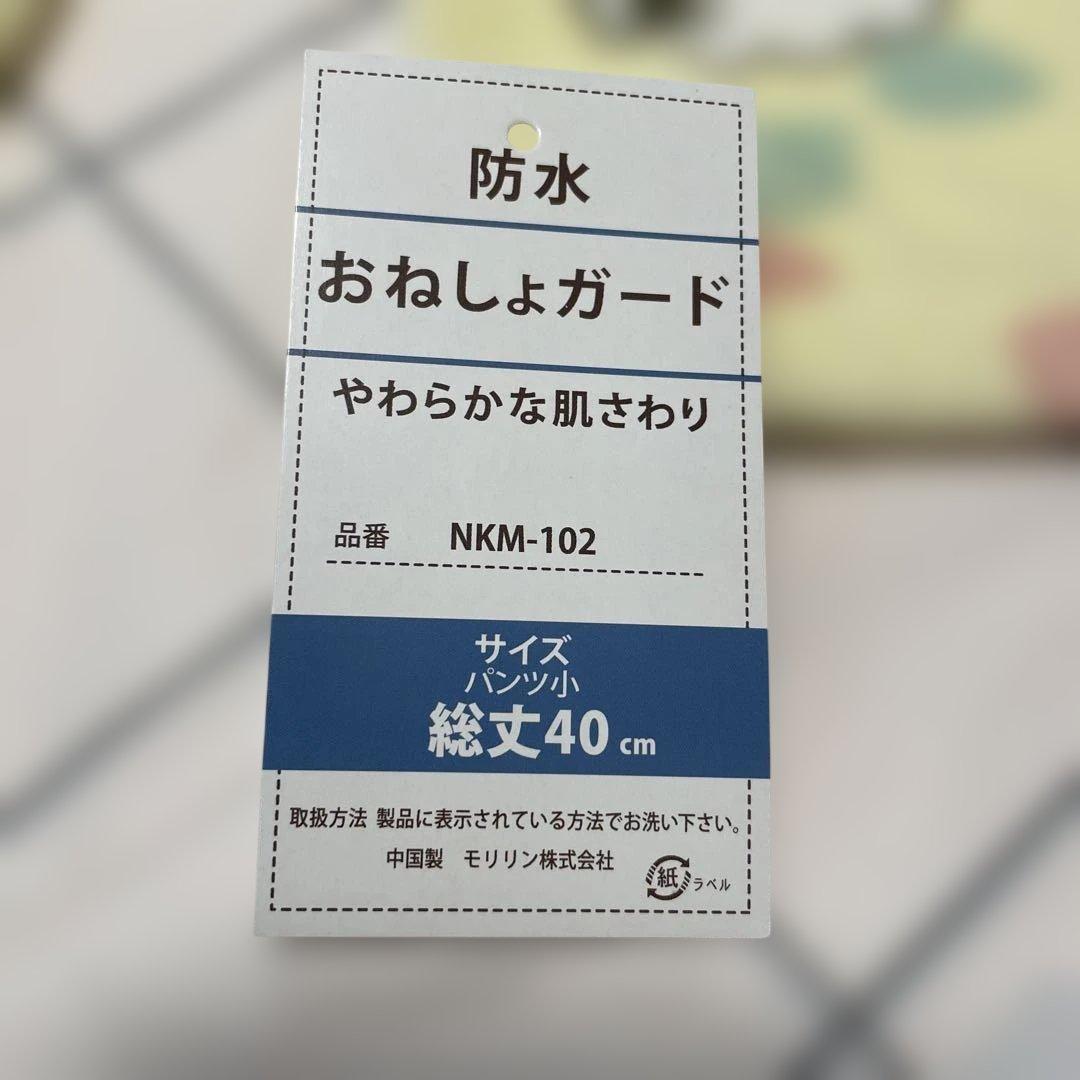 防水
おねしょガード
やわらかな肌さわり
品番 NKM-102
サイズ
パンツ小
総丈40 cm
取扱方法 製品に表示されている方法でお洗い下さい。
中国製 モリリン株式会社
紙 ラベル